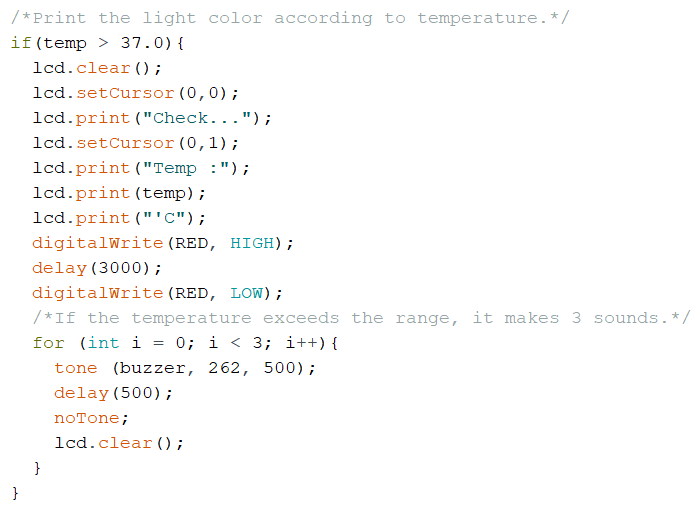 /*Print the light color according to temperature.*/
if(temp > 37.0){
  lcd.clear();
  lcd.setCursor(0,0);
  lcd.print("Check...");
  lcd.setCursor(0,1);
  lcd.print("Temp :");
  lcd.print(temp);
  lcd.print("'C");
  digitalWrite(RED, HIGH);
  delay(3000);
  digitalWrite(RED, LOW);
  /*If the temperature exceeds the range, it makes 3 sounds.*/
  for (int i = 0; i < 3; i++){
    tone (buzzer, 262, 500);
    delay(500);
    noTone;
    lcd.clear();
  }
}